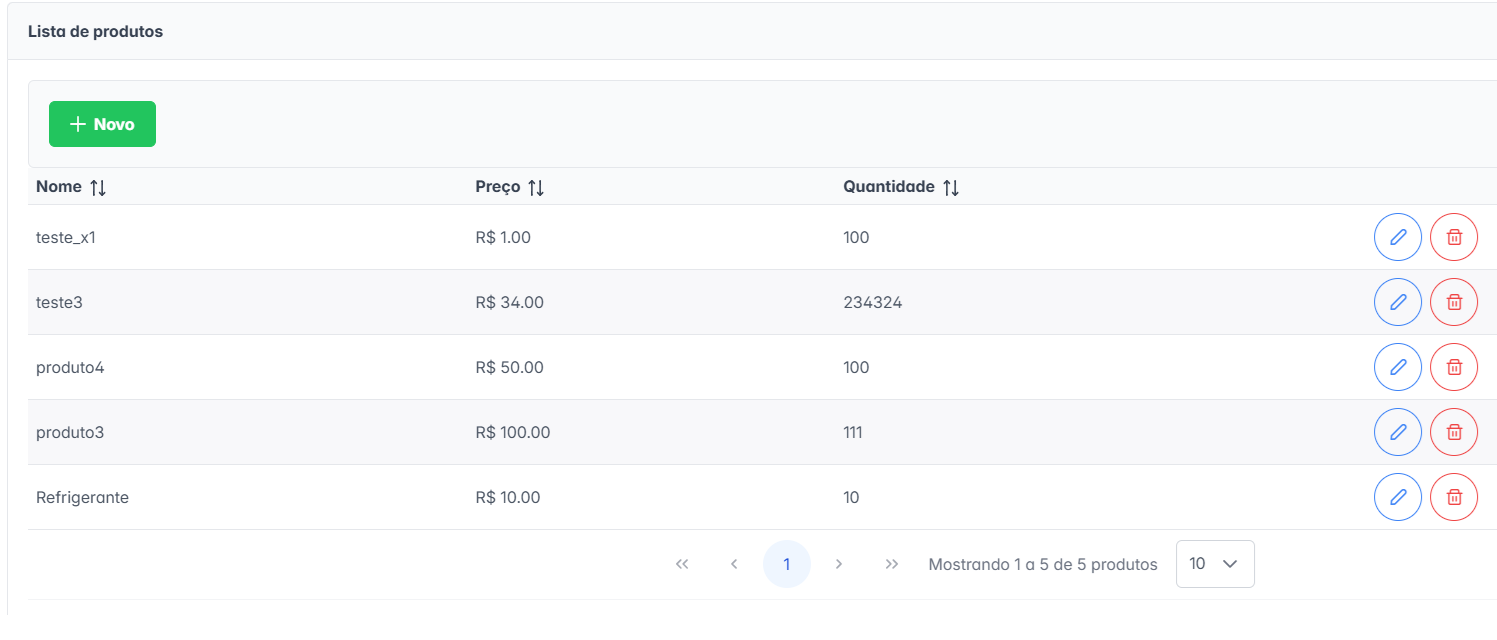 Lista de produtos
Novo
Nome Preço Quantidade
teste_x1 R$ 1.00 100
teste3 R$ 34.00 234324
produto4 R$ 50.00 100
produto3 R$ 100.00 111
Refrigerante R$ 10.00 10
« ‹ 1 › » Mostrando 1 a 5 de 5 produtos 10